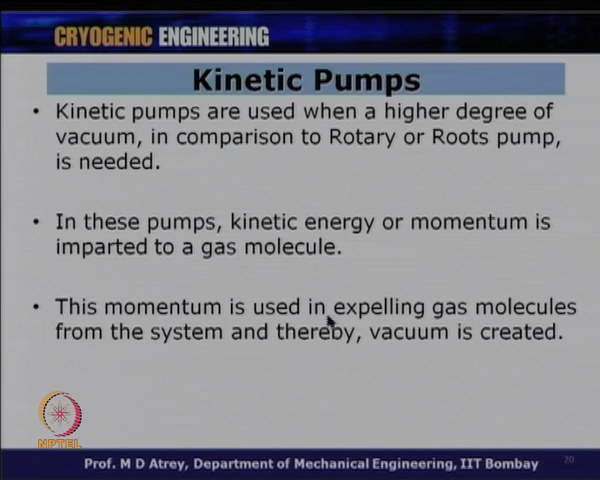 CRYOGENIC ENGINEERING
Kinetic Pumps
• Kinetic pumps are used when a higher degree of
vacuum, in comparison to Rotary or Roots pump,
is needed.
• In these pumps, kinetic energy or momentum is
imparted to a gas molecule.
• This momentum is used in expelling gas molecules
from the system and thereby, vacuum is created.
NPTEL
Prof. M D Atrey, Department of Mechanical Engineering, IIT Bombay
20